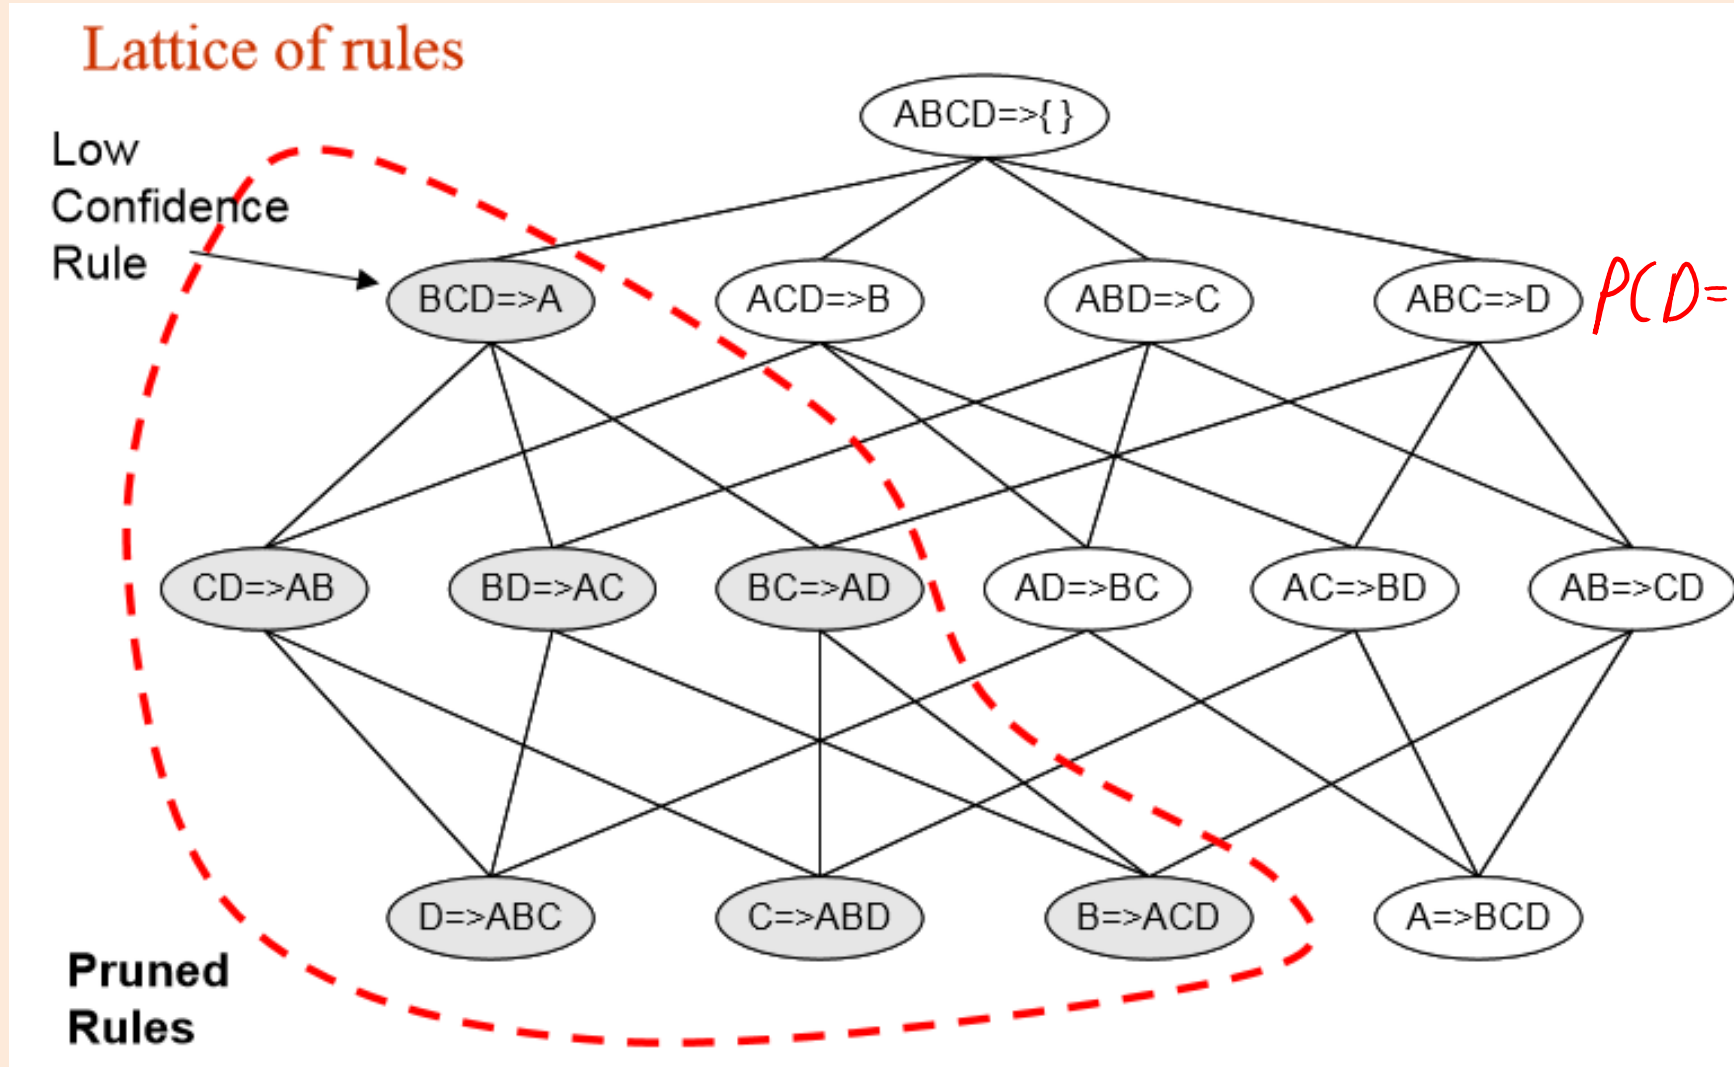 Lattice of rules
ABCD=>{ }
Low
Confidence
Rule
BCD=>A
ACD=>B
ABD=>C
ABC=>D
CD=>AB
BD=>AC
BC=>AD
AD=>BC
AC=>BD
AB=>CD
D=>ABC
C=>ABD
B=>ACD
A=>BCD
Pruned
Rules